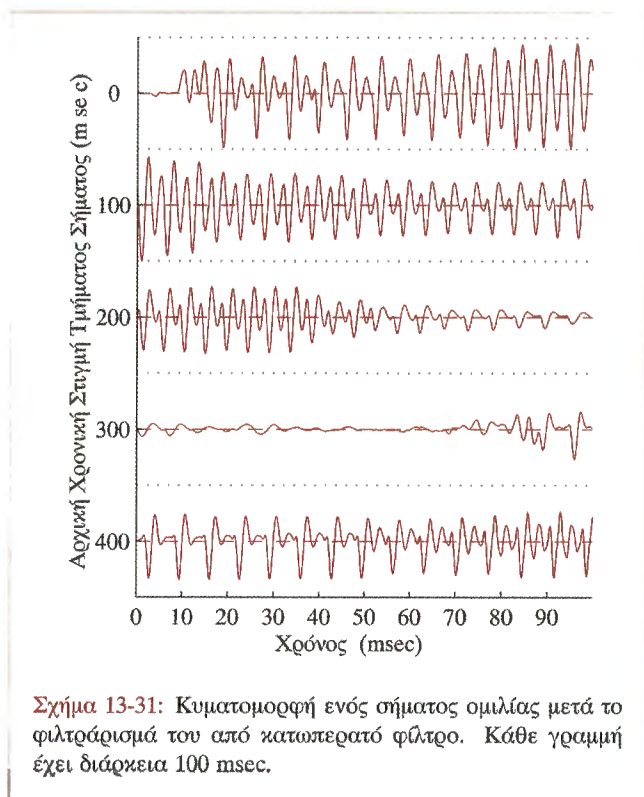 Αρχική Χρονική Στιγμή Τμήματος Σήματος (m se c)
0
100
200
300
400
0 10 20 30 40 50 60 70 80 90
Χρόνος (msec)
Σχήμα 13-31: Κυματομορφή ενός σήματος ομιλίας μετά το
φιλτράρισμά του από κατωπερατό φίλτρο. Κάθε γραμμή
έχει διάρκεια 100 msec.